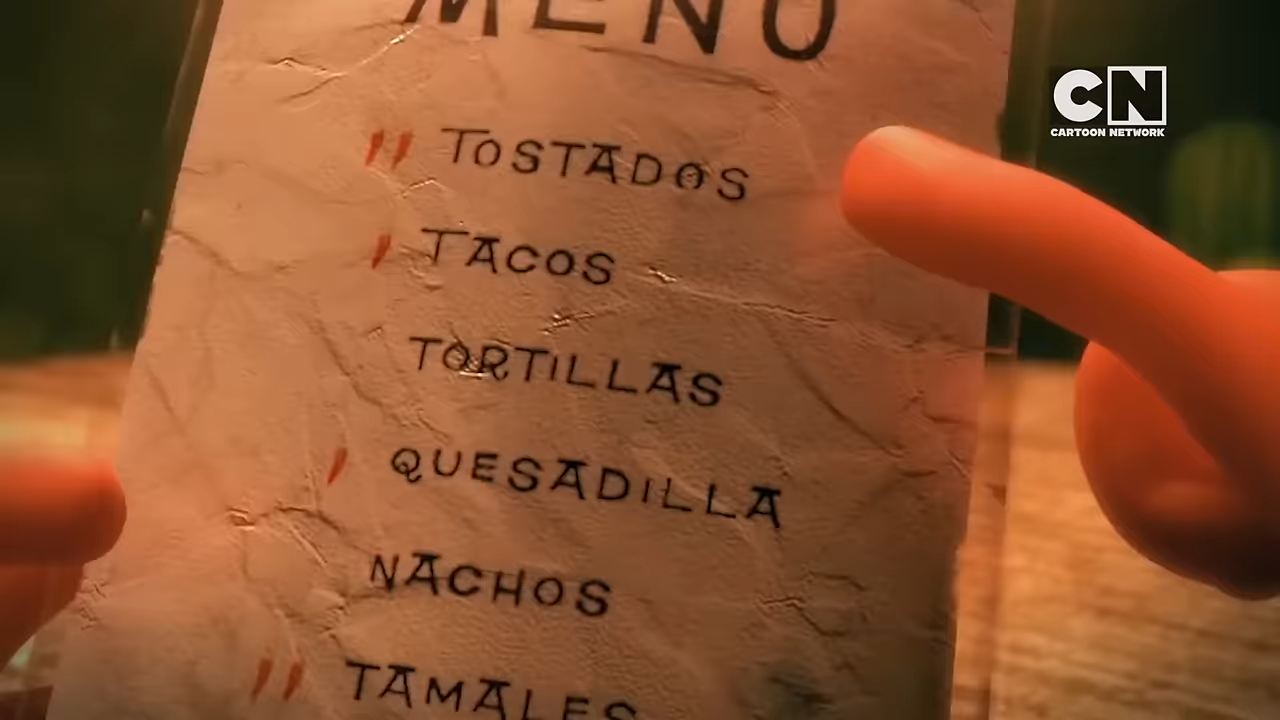 MENU
TOSTADOS
TACOS
TORTILLAS
QUESADILLA
NACHOS
TAMALES
CN
CARTOON NETWORK